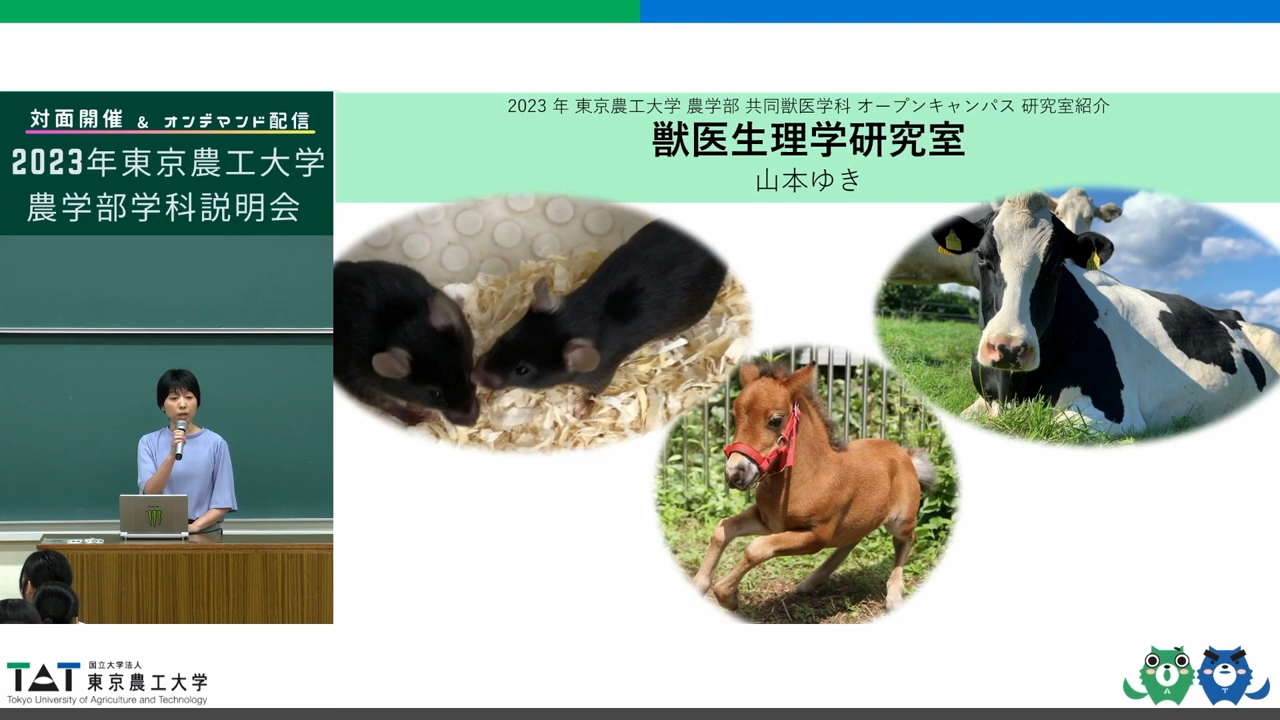 対面開催 & オンデマンド配信
2023年東京農工大学
農学部学科説明会
2023 年 東京農工大学 農学部 共同獣医学科 オープンキャンパス 研究室紹介
獣医生理学研究室
山本ゆき
TAT
国立大学法人
東京農工大学
Tokyo University of Agriculture and Technology
A
T